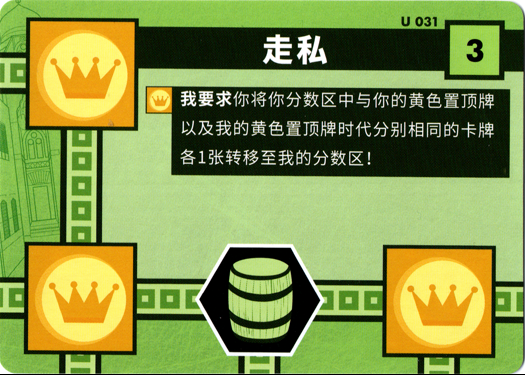 U 031
走私
3
我要求你将你分数区中与你的黄色置顶牌
以及我的黄色置顶牌时代分别相同的卡牌
各1张转移至我的分数区！